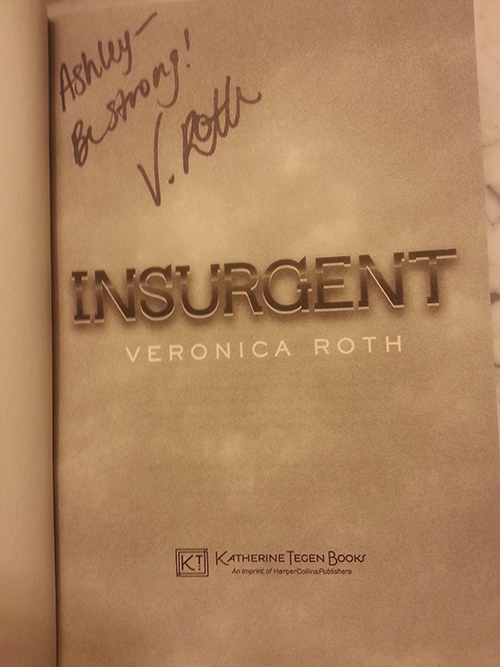 Ashley—
Be strong!
V. Roth
INSURGENT
VERONICA ROTH
KT
KATHERINE TEGEN BOOKS
An Imprint of HarperCollinsPublishers